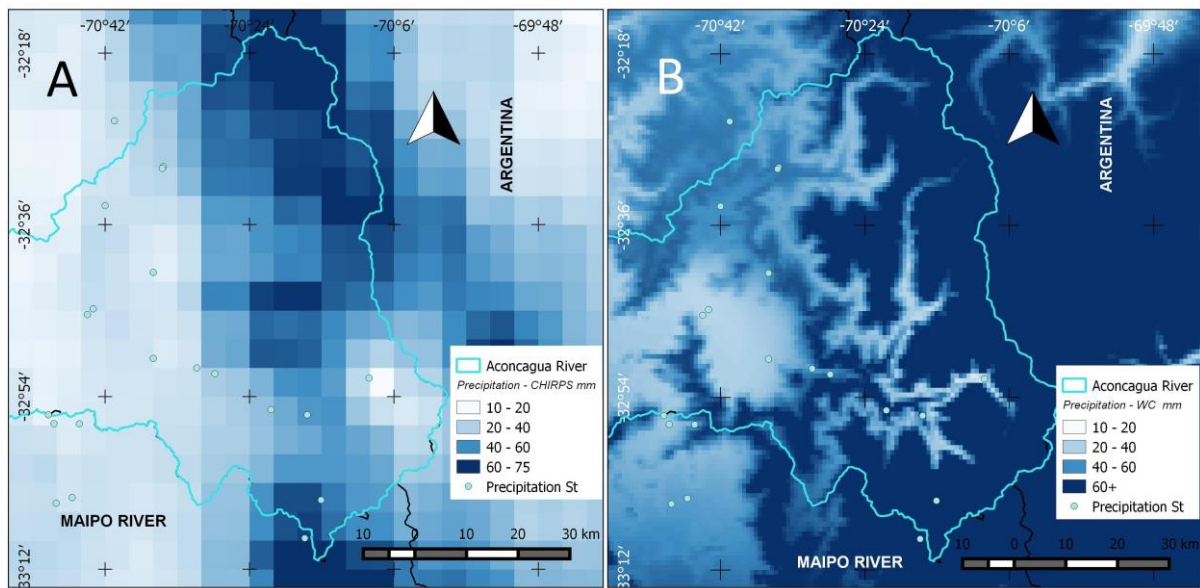 A
-70°42′
-70°24′
-70°6′
-69°48′
-32°18′
-32°36′
-32°54′
-33°12′
ARGENTINA
MAIPO RIVER
Aconcagua River
Precipitation - CHIRPS mm
10 - 20
20 - 40
40 - 60
60 - 75
Precipitation St
10 0 10 20 30 km
B
-70°42′
-70°24′
-70°6′
-69°48′
-32°18′
-32°36′
-32°54′
-33°12′
ARGENTINA
MAIPO RIVER
Aconcagua River
Precipitation - WC mm
10 - 20
20 - 40
40 - 60
60+
Precipitation St
10 0 10 20 30 km